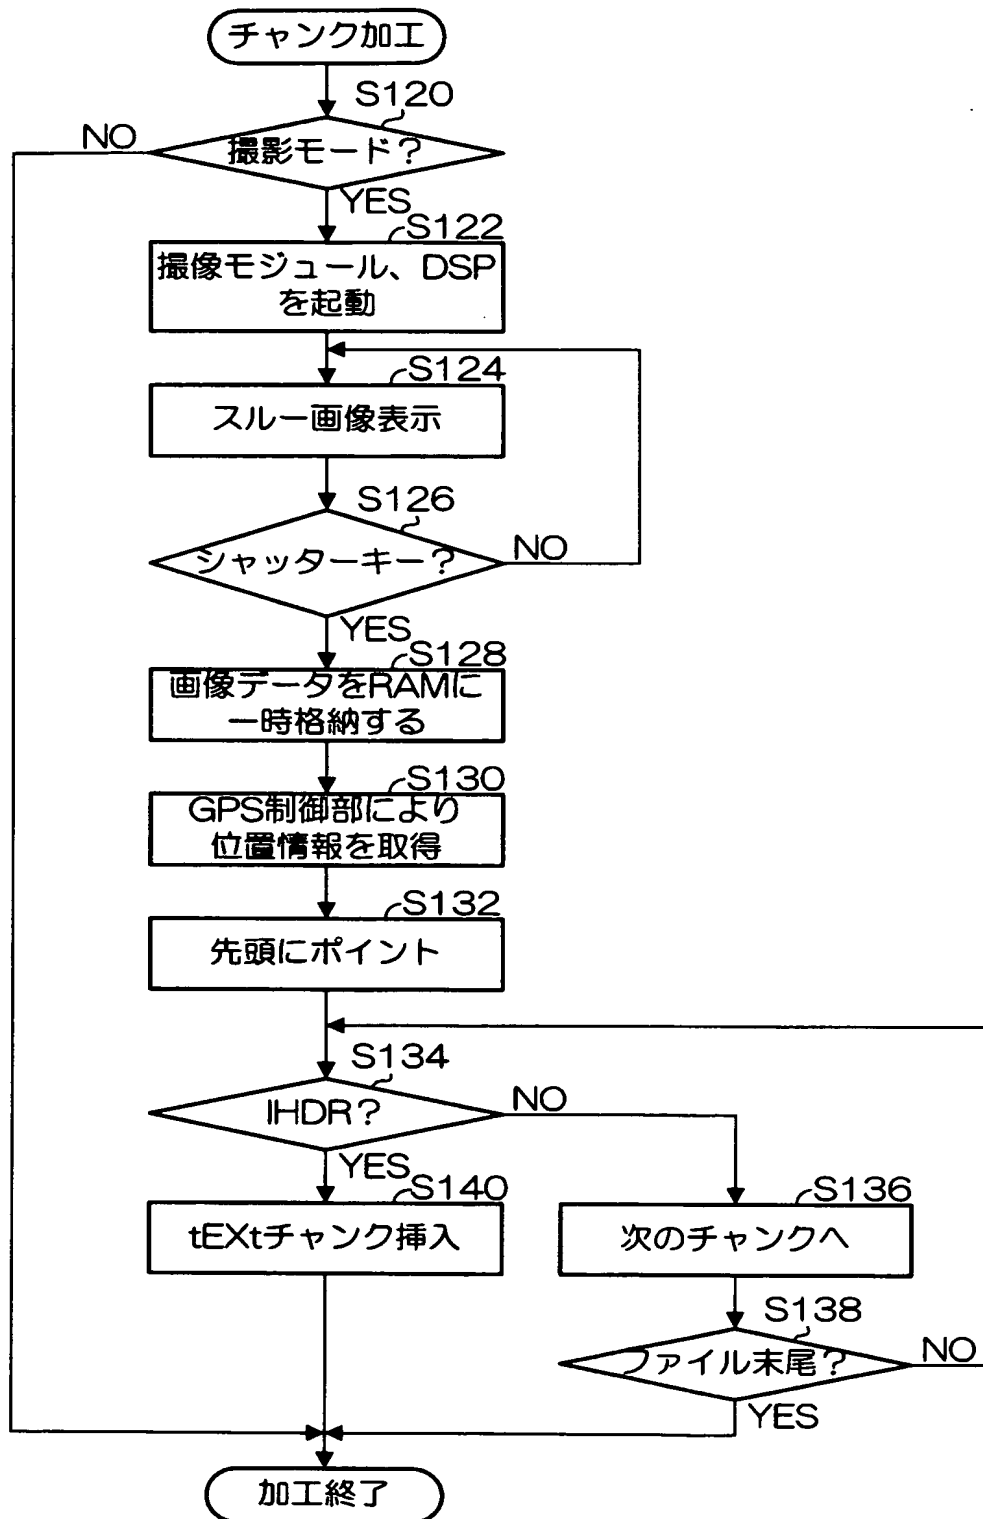 チャンク加工
S120
NO
撮影モード?
YES
S122
撮像モジュール、DSP
を起動
S124
スルー画像表示
S126
シャッターキー?
NO
YES
S128
画像データをRAMに
一時格納する
S130
GPS制御部により
位置情報を取得
S132
先頭にポイント
S134
IHDR?
NO
YES
S140
tEXtチャンク挿入
S136
次のチャンクへ
S138
ファイル末尾?
NO
YES
加工終了